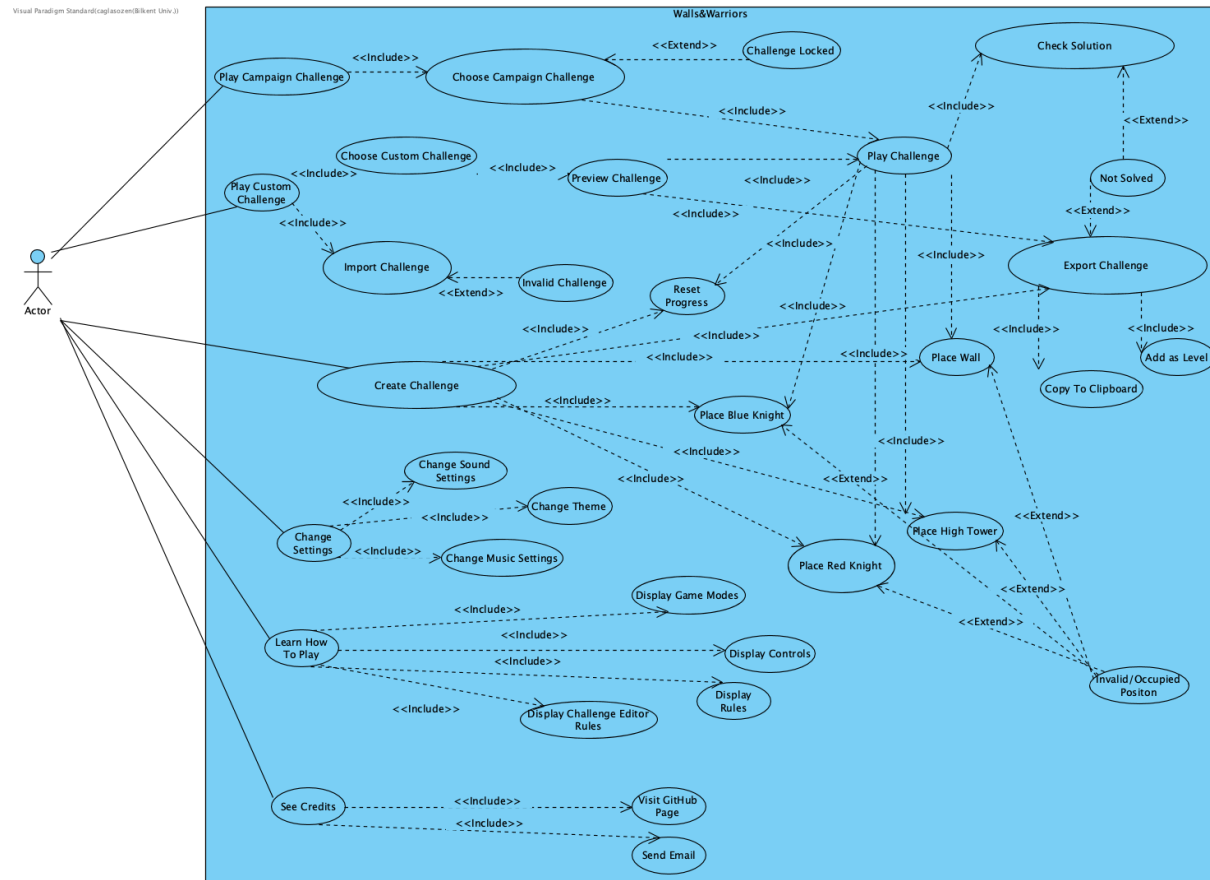 Visual Paradigm Standard(caglasozen(Bilkent Univ.))
Walls&Warriors
<<Extend>>
Challenge Locked
Check Solution
<<Include>>
Play Campaign Challenge
Choose Campaign Challenge
<<Include>>
<<Include>>
<<Extend>>
Choose Custom Challenge
Play Challenge
<<Include>>
<<Include>>
Preview Challenge
<<Include>>
Not Solved
Play Custom
Challenge
<<Include>>
<<Extend>>
<<Include>>
<<Include>>
<<Include>>
Import Challenge
Export Challenge
Invalid Challenge
<<Extend>>
Reset
Progress
Actor
<<Include>>
<<Include>>
<<Include>>
<<Include>>
<<Include>>
<<Include>>
<<Include>>
Place Wall
Add as Level
Create Challenge
Copy To Clipboard
<<Include>>
Place Blue Knight
<<Include>>
<<Include>>
Change Sound
Settings
<<Include>>
<<Extend>>
<<Include>>
Change Theme
<<Include>>
<<Extend>>
Change
Settings
<<Include>>
Change Music Settings
Place High Tower
Place Red Knight
<<Extend>>
Display Game Modes
<<Include>>
<<Extend>>
<<Include>>
Learn How
To Play
Display Controls
<<Include>>
Invalid/Occupied
Positon
Display
Rules
<<Include>>
Display Challenge Editor
Rules
<<Include>>
See Credits
Visit GitHub
Page
<<Include>>
Send Email